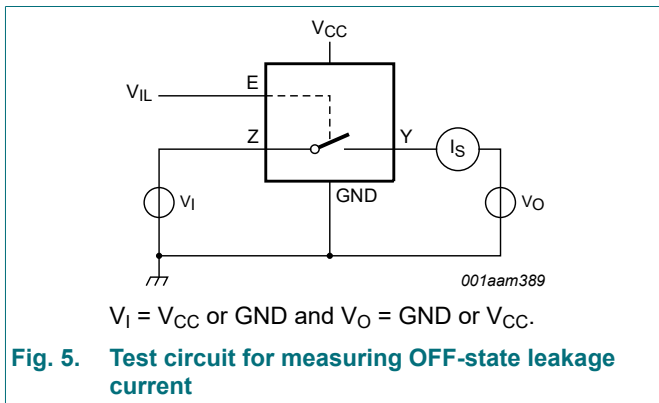 VCC
E
VIL
Z
Y
IS
GND
VI
VO
001aam389
VI = VCC or GND and VO = GND or VCC.
Fig. 5. Test circuit for measuring OFF-state leakage
current